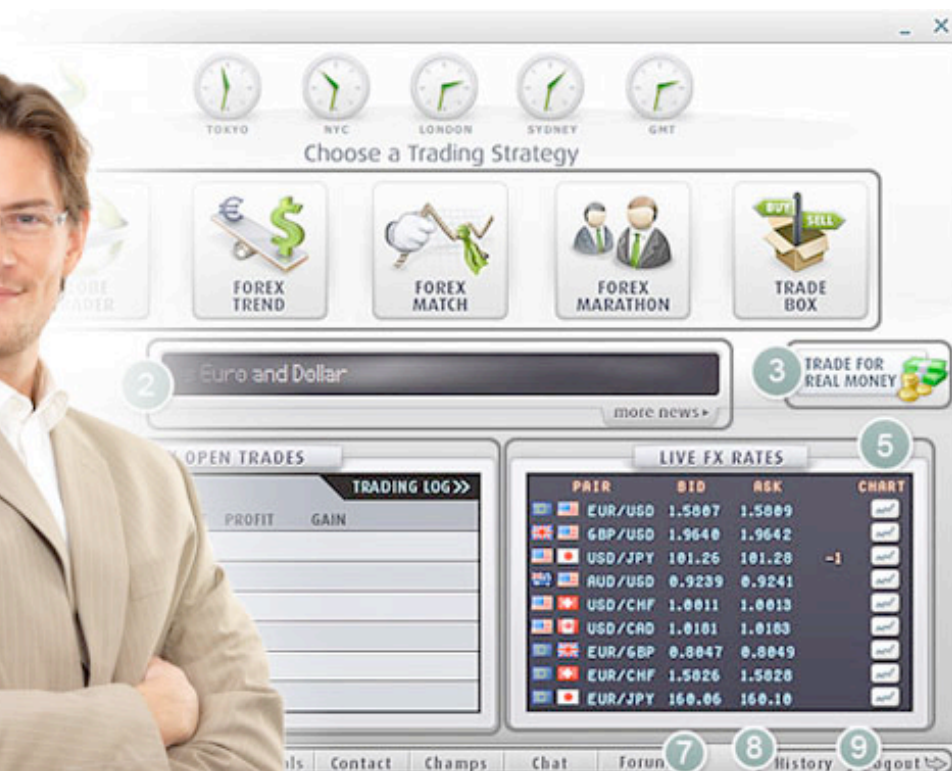 TOKYO NYC LONDON SYDNEY GMT
Choose a Trading Strategy
FOREX TREND
FOREX MATCH
FOREX MARATHON
TRADE BOX
BUY
SELL
2
Euro and Dollar
more news
3
TRADE FOR
REAL MONEY
OPEN TRADES
TRADING LOG>>
PROFIT GAIN
LIVE FX RATES
5
PAIR BID ASK CHART
EUR/USD 1.5807 1.5809
GBP/USD 1.9640 1.9642
USD/JPY 101.26 101.28 -1
AUD/USD 0.9239 0.9241
USD/CHF 1.0011 1.0013
USD/CAD 1.0181 1.0183
EUR/GBP 0.8047 0.8049
EUR/CHF 1.5826 1.5828
EUR/JPY 160.06 160.10
7 8 9
Contact Champs Chat Forum History